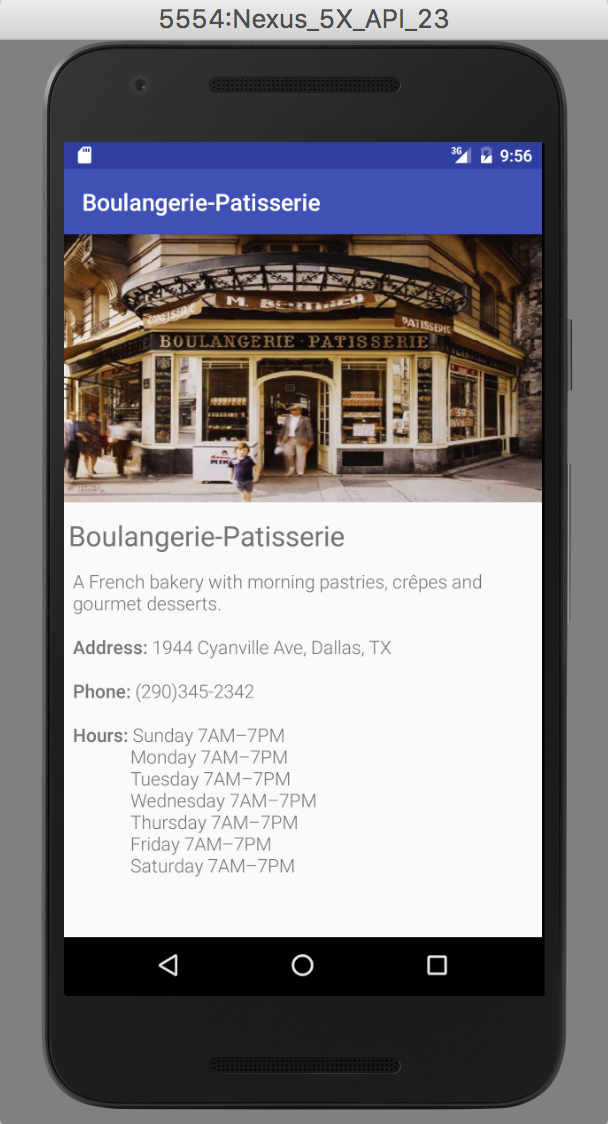 5554:Nexus_5X_API_23
3G 9:56
Boulangerie-Patisserie
M. BERTHIER
CONFISERIE
PATISSERIE
BOULANGERIE · PATISSERIE
Boulangerie-Patisserie
A French bakery with morning pastries, crêpes and
gourmet desserts.
Address: 1944 Cyanville Ave, Dallas, TX
Phone: (290)345-2342
Hours: Sunday 7AM–7PM
Monday 7AM–7PM
Tuesday 7AM–7PM
Wednesday 7AM–7PM
Thursday 7AM–7PM
Friday 7AM–7PM
Saturday 7AM–7PM